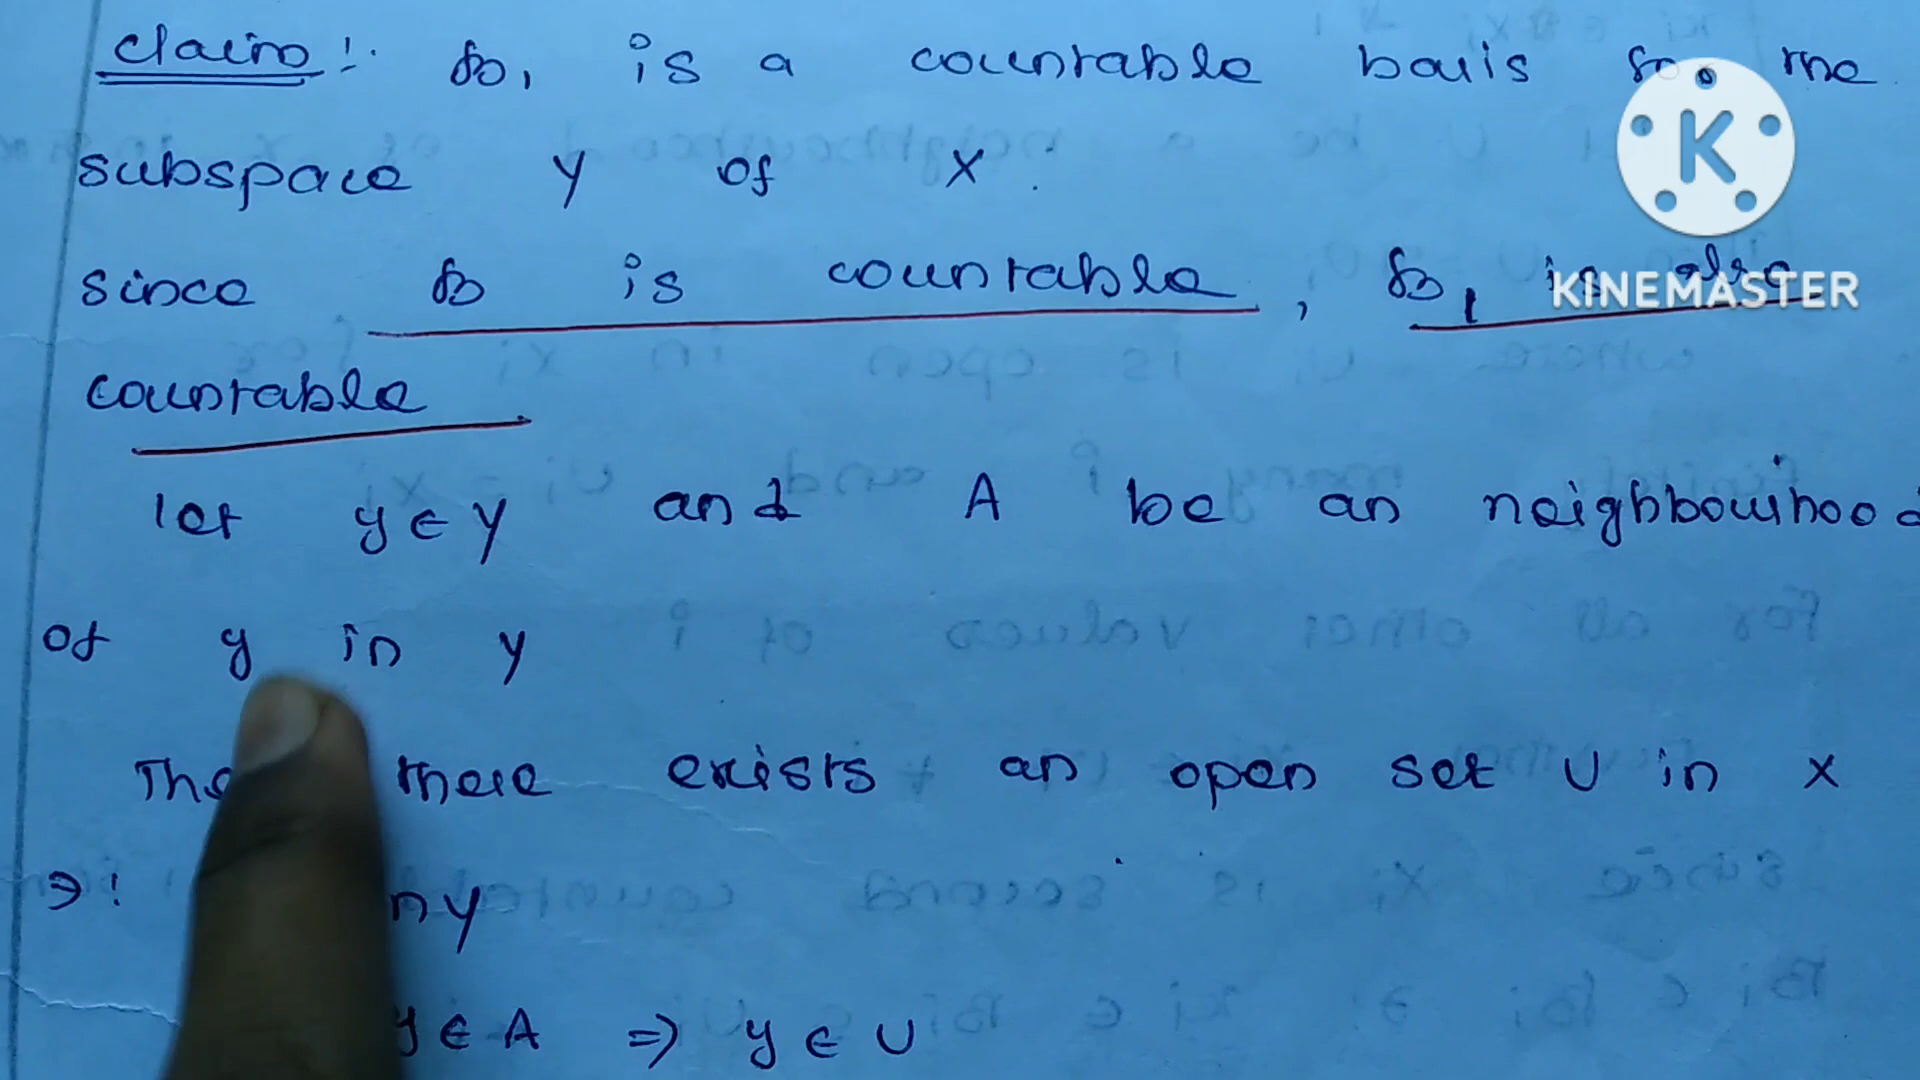 Claim :- 𝔅₁ is a countable basis for the
subspace Y of X.
since 𝔅 is countable, 𝔅₁ is also
countable
let y ∈ Y and A be an neighbourhood
of y in Y
there exists an open set U in X
∋:
∩ Y
y ∈ A ⇒ y ∈ U
K
KINEMASTER